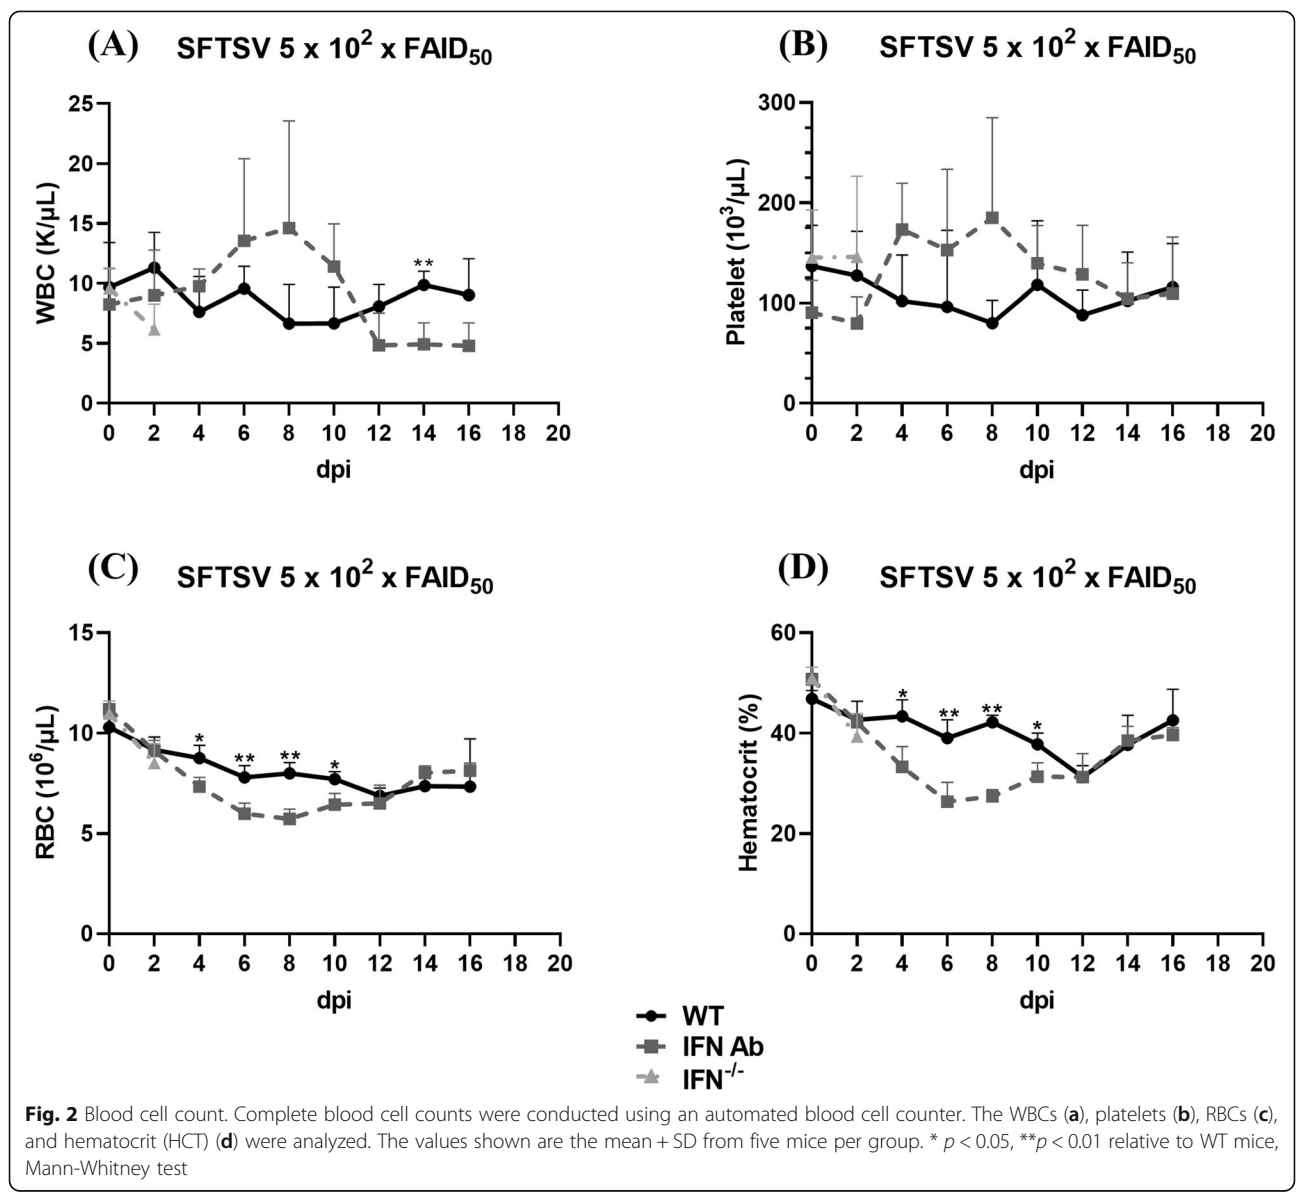 (A) SFTSV 5 x 10² x FAID₅₀
WBC (K/µL)
25
20
15
10
5
0
**
0 2 4 6 8 10 12 14 16 18 20
dpi
(B) SFTSV 5 x 10² x FAID₅₀
Platelet (10³/µL)
300
200
100
0
0 2 4 6 8 10 12 14 16 18 20
dpi
(C) SFTSV 5 x 10² x FAID₅₀
RBC (10⁶/µL)
15
10
5
0
* ** ** *
0 2 4 6 8 10 12 14 16 18 20
dpi
(D) SFTSV 5 x 10² x FAID₅₀
Hematocrit (%)
60
40
20
0
* ** ** *
0 2 4 6 8 10 12 14 16 18 20
dpi
WT
IFN Ab
IFN⁻/⁻
Fig. 2 Blood cell count. Complete blood cell counts were conducted using an automated blood cell counter. The WBCs (a), platelets (b), RBCs (c),
and hematocrit (HCT) (d) were analyzed. The values shown are the mean + SD from five mice per group. * p < 0.05, **p < 0.01 relative to WT mice,
Mann-Whitney test